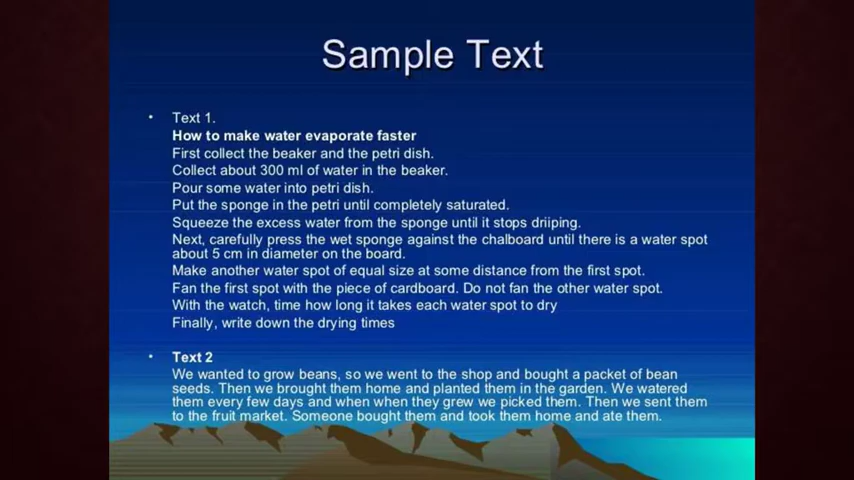 Sample Text
• Text 1.
How to make water evaporate faster
First collect the beaker and the petri dish.
Collect about 300 ml of water in the beaker.
Pour some water into petri dish.
Put the sponge in the petri until completely saturated.
Squeeze the excess water from the sponge until it stops driiping.
Next, carefully press the wet sponge against the chalboard until there is a water spot
about 5 cm in diameter on the board.
Make another water spot of equal size at some distance from the first spot.
Fan the first spot with the piece of cardboard. Do not fan the other water spot.
With the watch, time how long it takes each water spot to dry
Finally, write down the drying times
• Text 2
We wanted to grow beans, so we went to the shop and bought a packet of bean
seeds. Then we brought them home and planted them in the garden. We watered
them every few days and when when they grew we picked them. Then we sent them
to the fruit market. Someone bought them and took them home and ate them.